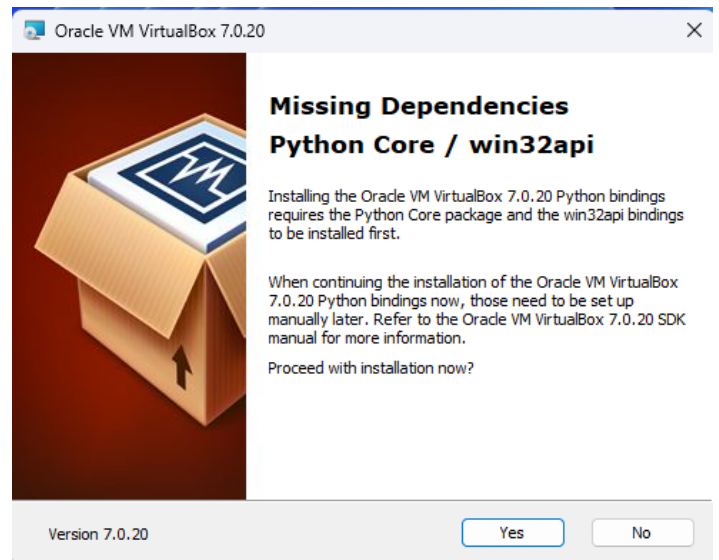 Oracle VM VirtualBox 7.0.20
Missing Dependencies
Python Core / win32api
Installing the Oracle VM VirtualBox 7.0.20 Python bindings
requires the Python Core package and the win32api bindings
to be installed first.
When continuing the installation of the Oracle VM VirtualBox
7.0.20 Python bindings now, those need to be set up
manually later. Refer to the Oracle VM VirtualBox 7.0.20 SDK
manual for more information.
Proceed with installation now?
Version 7.0.20
Yes
No